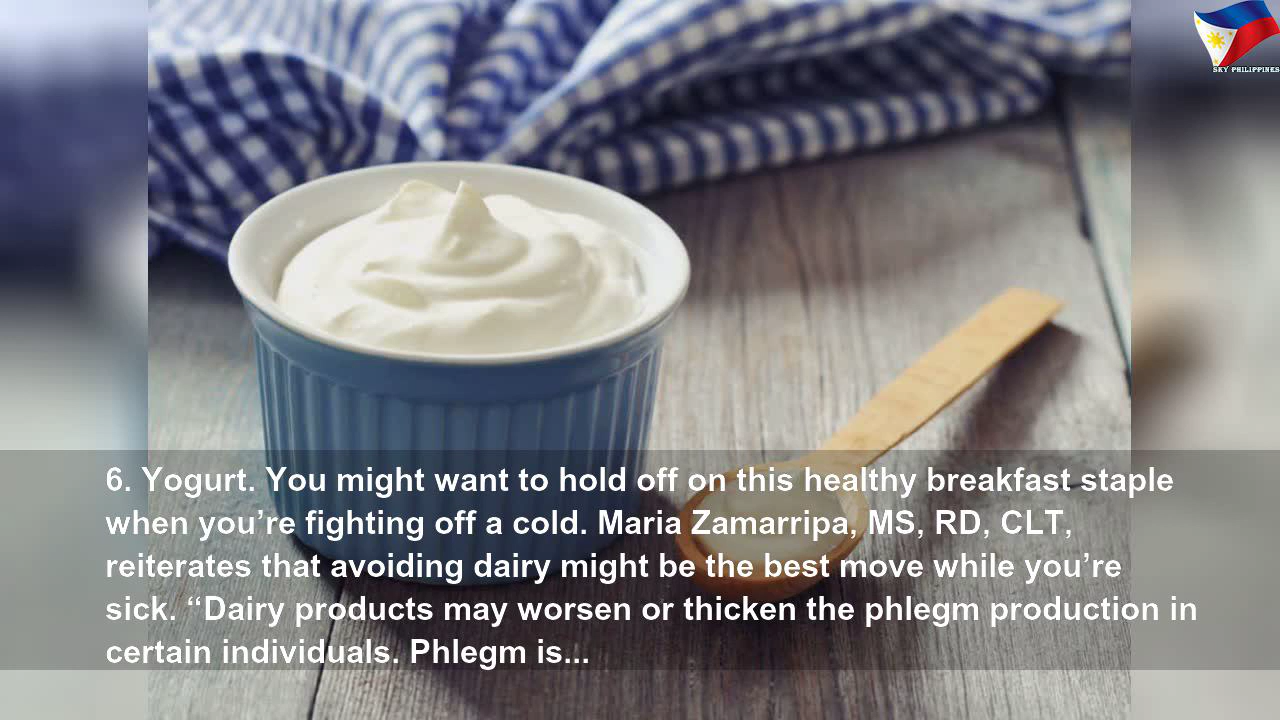 SKY PHILIPPINES
6. Yogurt. You might want to hold off on this healthy breakfast staple
when you’re fighting off a cold. Maria Zamarripa, MS, RD, CLT,
reiterates that avoiding dairy might be the best move while you’re
sick. “Dairy products may worsen or thicken the phlegm production in
certain individuals. Phlegm is...